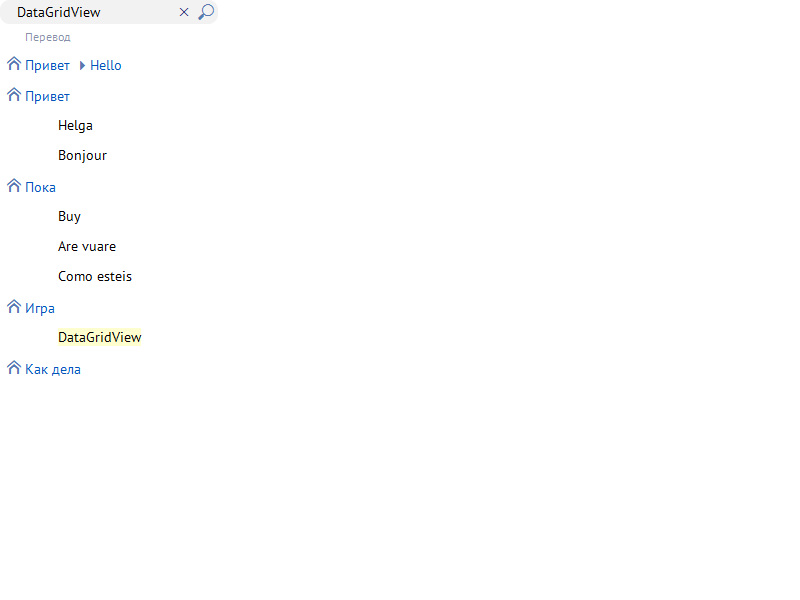 DataGridView
Перевод
Привет Hello
Привет
Helga
Bonjour
Пока
Buy
Are vuare
Como esteis
Игра
DataGridView
Как дела